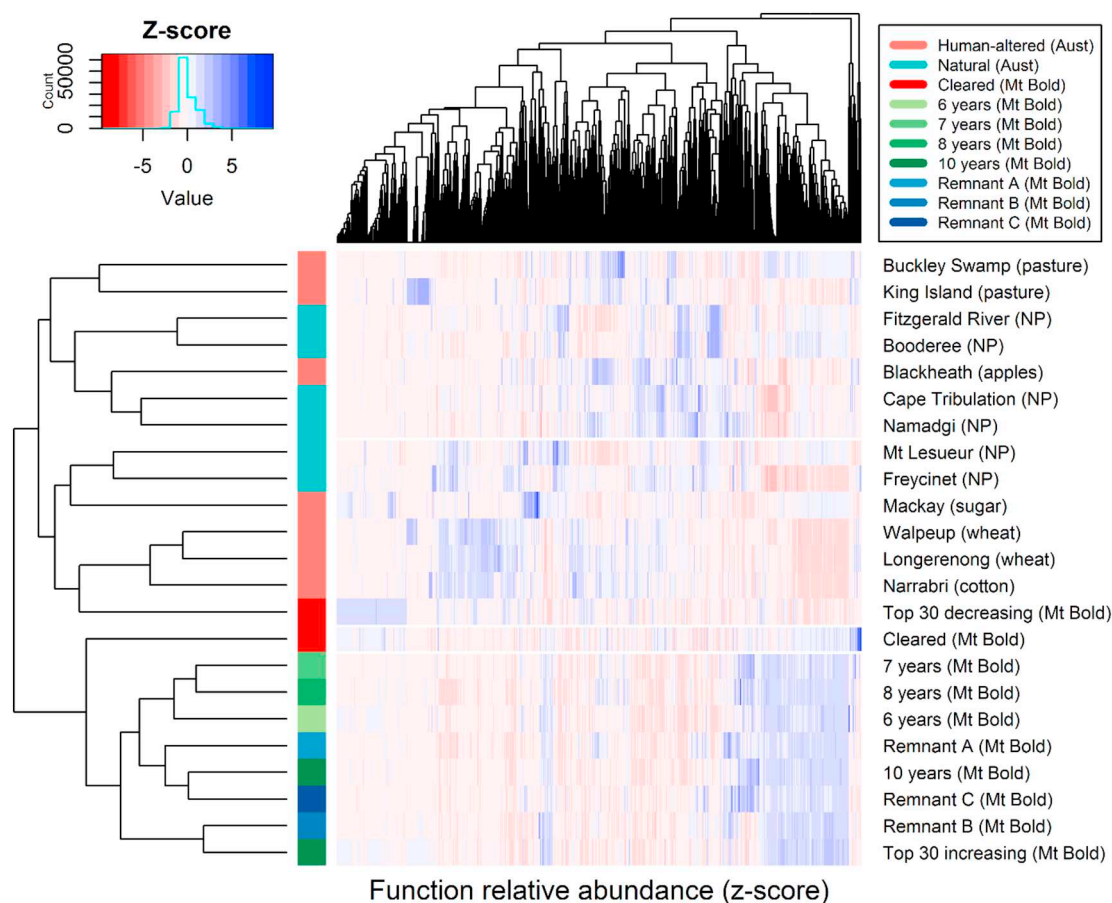 Z-score
Count
50000
0
-5 0 5
Value
Human-altered (Aust)
Natural (Aust)
Cleared (Mt Bold)
6 years (Mt Bold)
7 years (Mt Bold)
8 years (Mt Bold)
10 years (Mt Bold)
Remnant A (Mt Bold)
Remnant B (Mt Bold)
Remnant C (Mt Bold)
Buckley Swamp (pasture)
King Island (pasture)
Fitzgerald River (NP)
Booderee (NP)
Blackheath (apples)
Cape Tribulation (NP)
Namadgi (NP)
Mt Lesueur (NP)
Freycinet (NP)
Mackay (sugar)
Walpeup (wheat)
Longerenong (wheat)
Narrabri (cotton)
Top 30 decreasing (Mt Bold)
Cleared (Mt Bold)
7 years (Mt Bold)
8 years (Mt Bold)
6 years (Mt Bold)
Remnant A (Mt Bold)
10 years (Mt Bold)
Remnant C (Mt Bold)
Remnant B (Mt Bold)
Top 30 increasing (Mt Bold)
Function relative abundance (z-score)